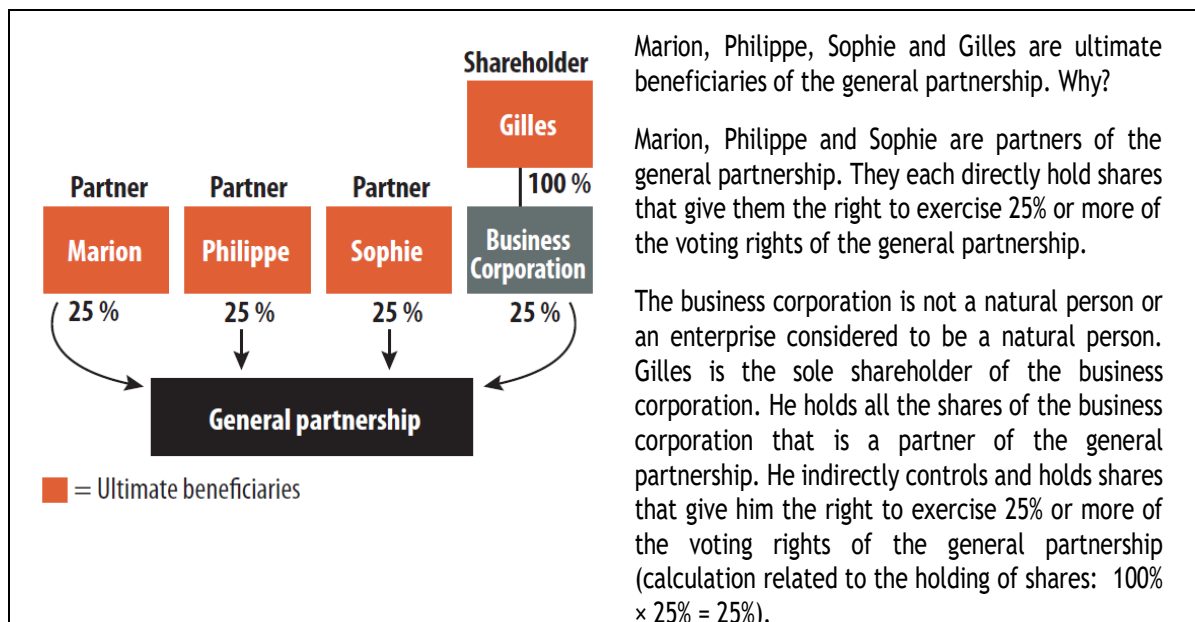 Shareholder
Gilles
100 %
Partner
Partner
Partner
Marion
Philippe
Sophie
Business
Corporation
25 %
25 %
25 %
25 %
General partnership
= Ultimate beneficiaries
Marion, Philippe, Sophie and Gilles are ultimate
beneficiaries of the general partnership. Why?
Marion, Philippe and Sophie are partners of the
general partnership. They each directly hold shares
that give them the right to exercise 25% or more of
the voting rights of the general partnership.
The business corporation is not a natural person or
an enterprise considered to be a natural person.
Gilles is the sole shareholder of the business
corporation. He holds all the shares of the business
corporation that is a partner of the general
partnership. He indirectly controls and holds shares
that give him the right to exercise 25% or more of
the voting rights of the general partnership
(calculation related to the holding of shares: 100%
× 25% = 25%).